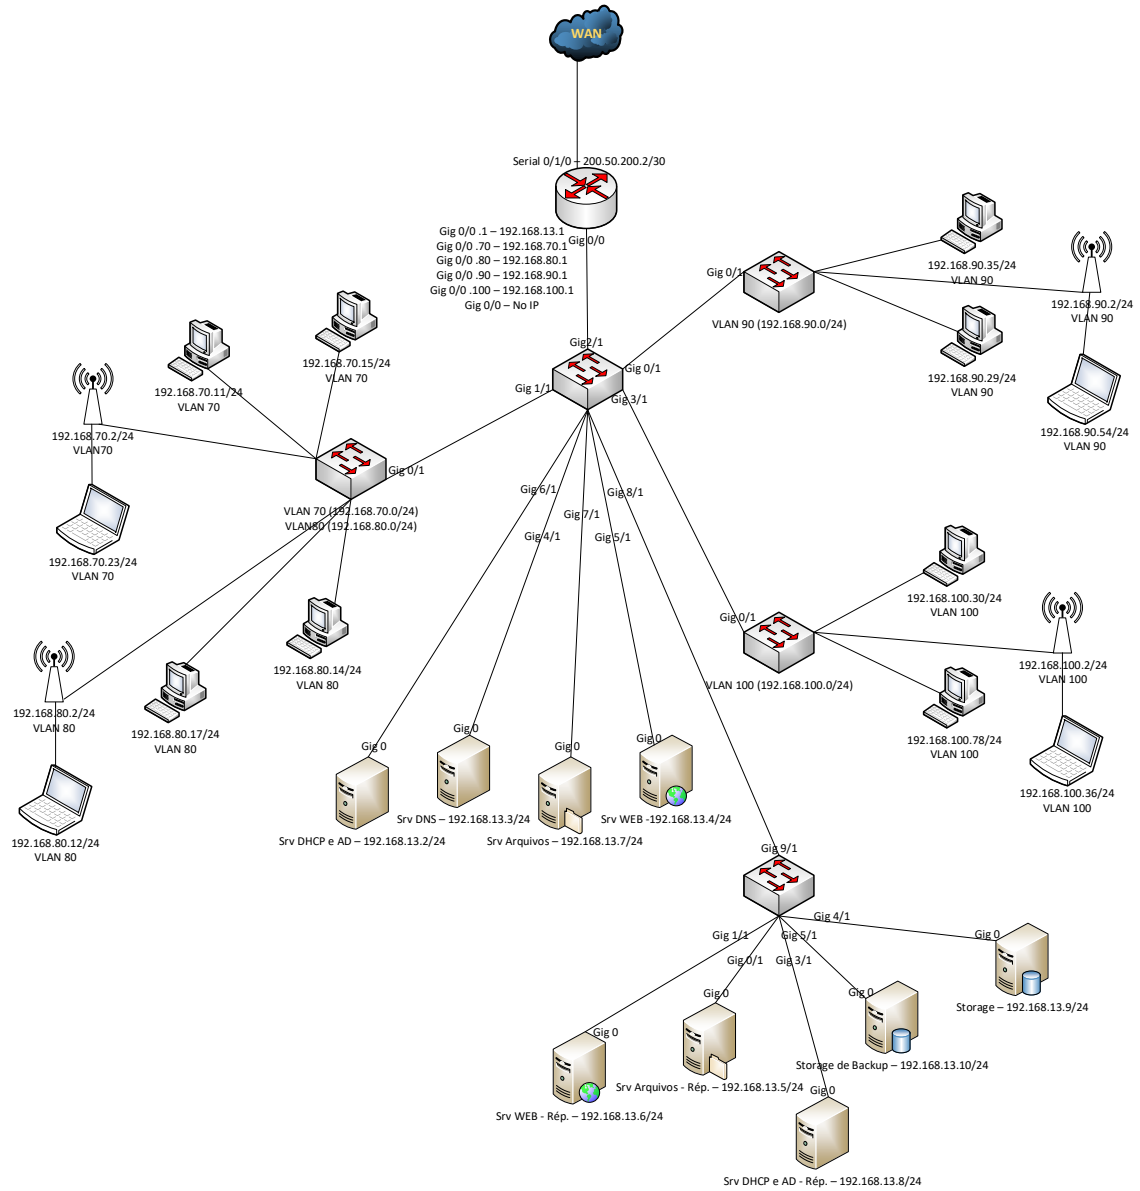 WAN
Serial 0/1/0 – 200.50.200.2/30
Gig 0/0 .1 – 192.168.13.1
Gig 0/0 .70 – 192.168.70.1
Gig 0/0 .80 – 192.168.80.1
Gig 0/0 .90 – 192.168.90.1
Gig 0/0 .100 – 192.168.100.1
Gig 0/0 – No IP
Gig 0/0
Gig 0/1
VLAN 90 (192.168.90.0/24)
192.168.90.35/24
VLAN 90
192.168.90.2/24
VLAN 90
192.168.90.29/24
VLAN 90
192.168.90.54/24
VLAN 90
Gig2/1
Gig 0/1
Gig 1/1
Gig 3/1
192.168.70.15/24
VLAN 70
192.168.70.11/24
VLAN 70
192.168.70.2/24
VLAN70
192.168.70.23/24
VLAN 70
Gig 0/1
VLAN 70 (192.168.70.0/24)
VLAN80 (192.168.80.0/24)
Gig 6/1
Gig 8/1
Gig 7/1
Gig 4/1
Gig 5/1
192.168.80.14/24
VLAN 80
192.168.80.2/24
VLAN 80
192.168.80.17/24
VLAN 80
192.168.80.12/24
VLAN 80
Gig 0/1
VLAN 100 (192.168.100.0/24)
192.168.100.30/24
VLAN 100
192.168.100.2/24
VLAN 100
192.168.100.78/24
VLAN 100
192.168.100.36/24
VLAN 100
Gig 0
Gig 0
Gig 0
Gig 0
Srv DHCP e AD – 192.168.13.2/24
Srv DNS – 192.168.13.3/24
Srv Arquivos – 192.168.13.7/24
Srv WEB -192.168.13.4/24
Gig 9/1
Gig 4/1
Gig 1/1
Gig 5/1
Gig 0/1
Gig 3/1
Gig 0
Storage – 192.168.13.9/24
Gig 0
Storage de Backup – 192.168.13.10/24
Gig 0
Srv Arquivos - Rép. – 192.168.13.5/24
Gig 0
Srv WEB - Rép. – 192.168.13.6/24
Gig 0
Srv DHCP e AD - Rép. – 192.168.13.8/24